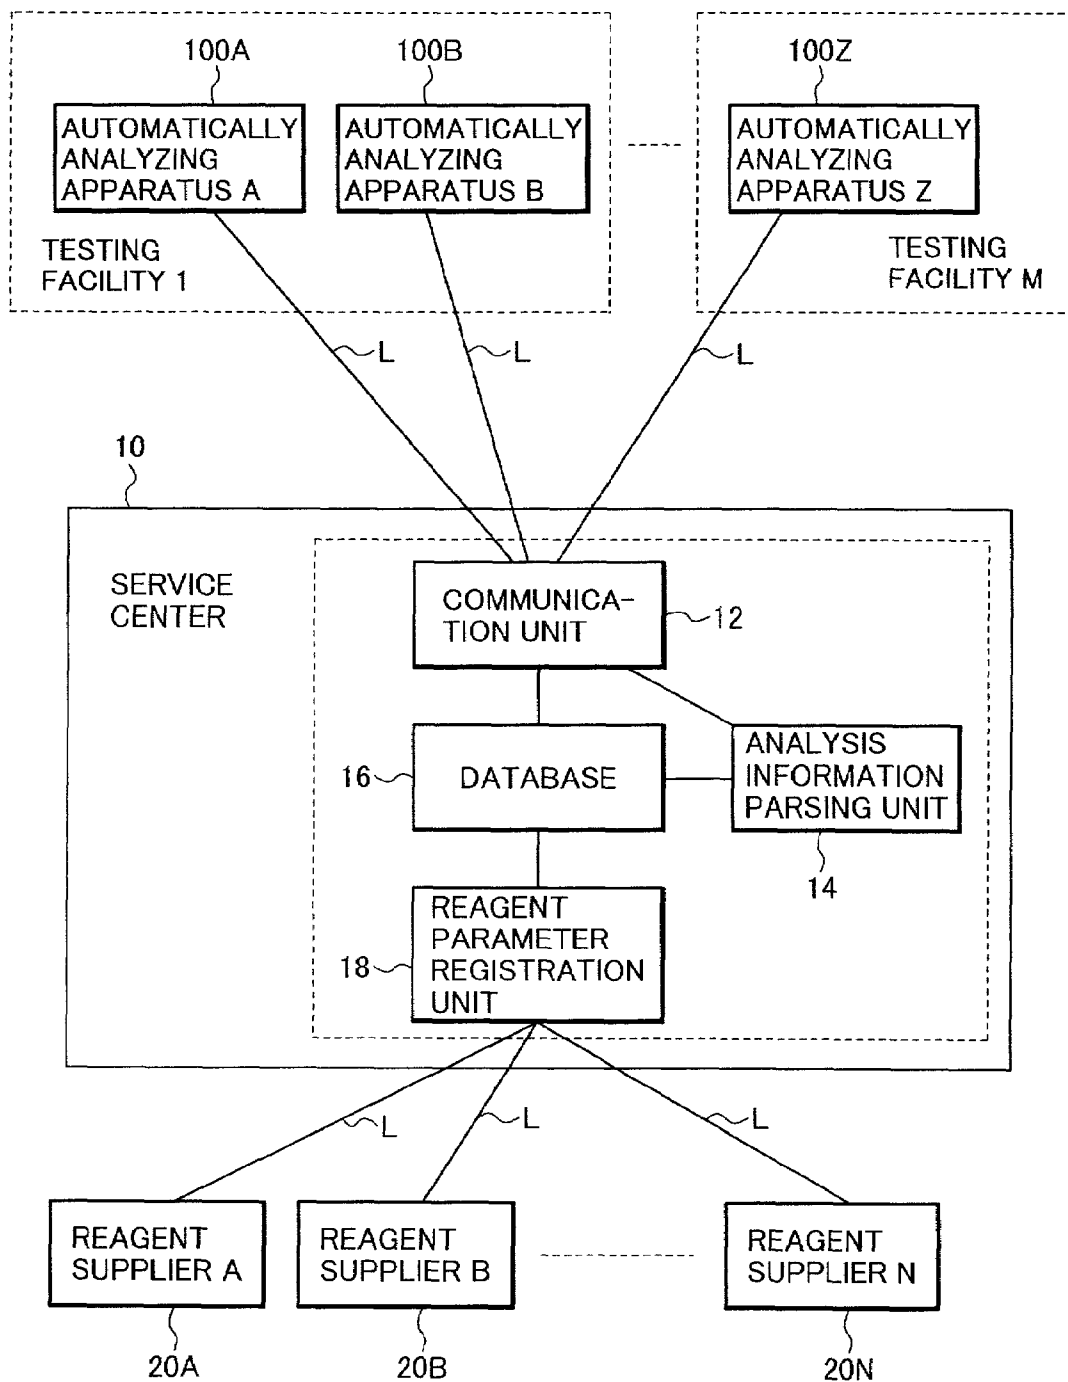 100A
100B
100Z
AUTOMATICALLY
ANALYZING
APPARATUS A
AUTOMATICALLY
ANALYZING
APPARATUS B
AUTOMATICALLY
ANALYZING
APPARATUS Z
TESTING
FACILITY 1
TESTING
FACILITY M
L
L
L
10
SERVICE
CENTER
COMMUNICA-
TION UNIT
12
16
DATABASE
ANALYSIS
INFORMATION
PARSING UNIT
14
18
REAGENT
PARAMETER
REGISTRATION
UNIT
L
L
L
REAGENT
SUPPLIER A
REAGENT
SUPPLIER B
REAGENT
SUPPLIER N
20A
20B
20N